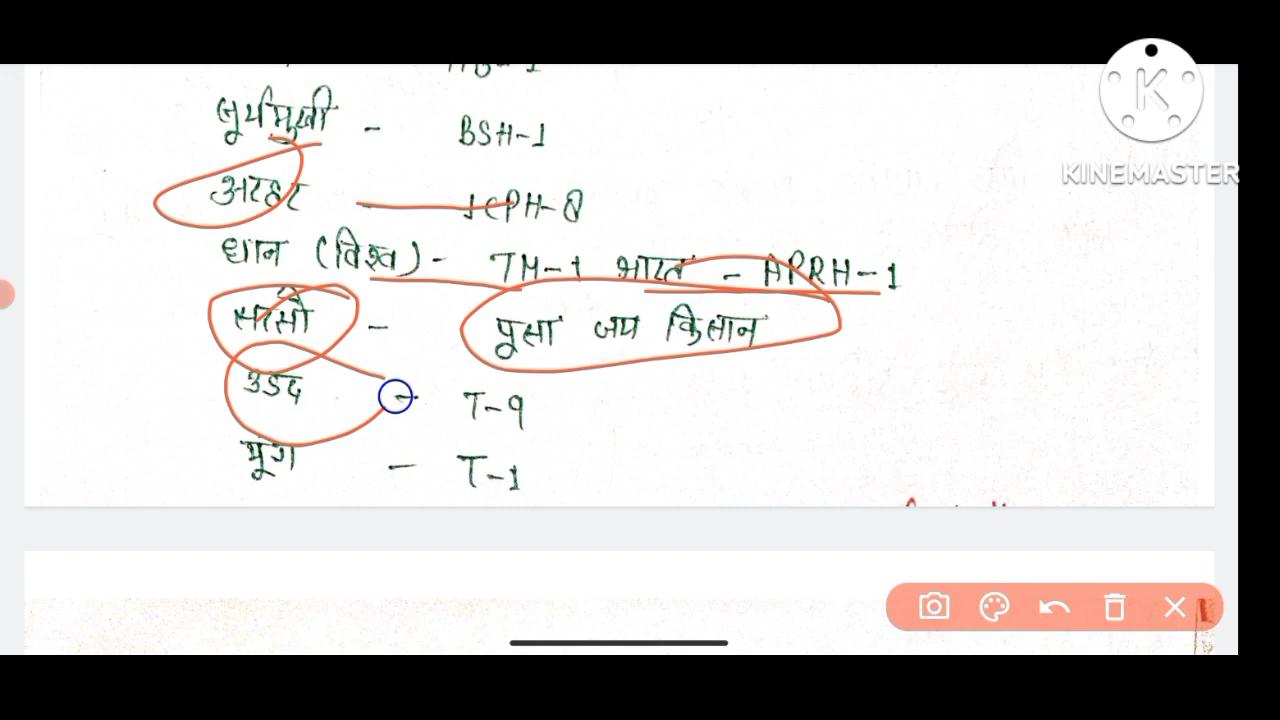 सूर्यमुखी - BSH-1
KINEMASTER
अरहर ICPH-8
धान (विश्व) - TH-1 भारत - APRH-1
सरसों - पूसा जय किसान
उड़द - T-9
मूंग - T-1